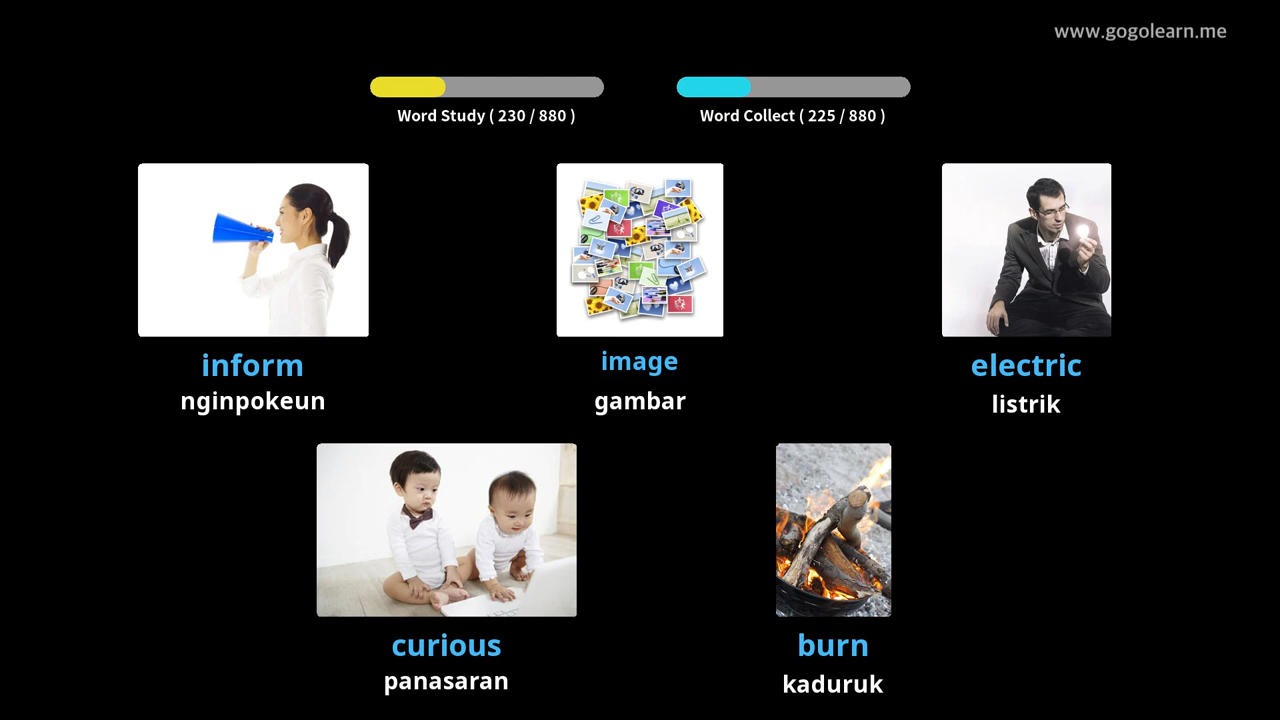 www.gogolearn.me
Word Study ( 230 / 880 )
Word Collect ( 225 / 880 )
inform
nginpokeun
image
gambar
electric
listrik
curious
panasaran
burn
kaduruk